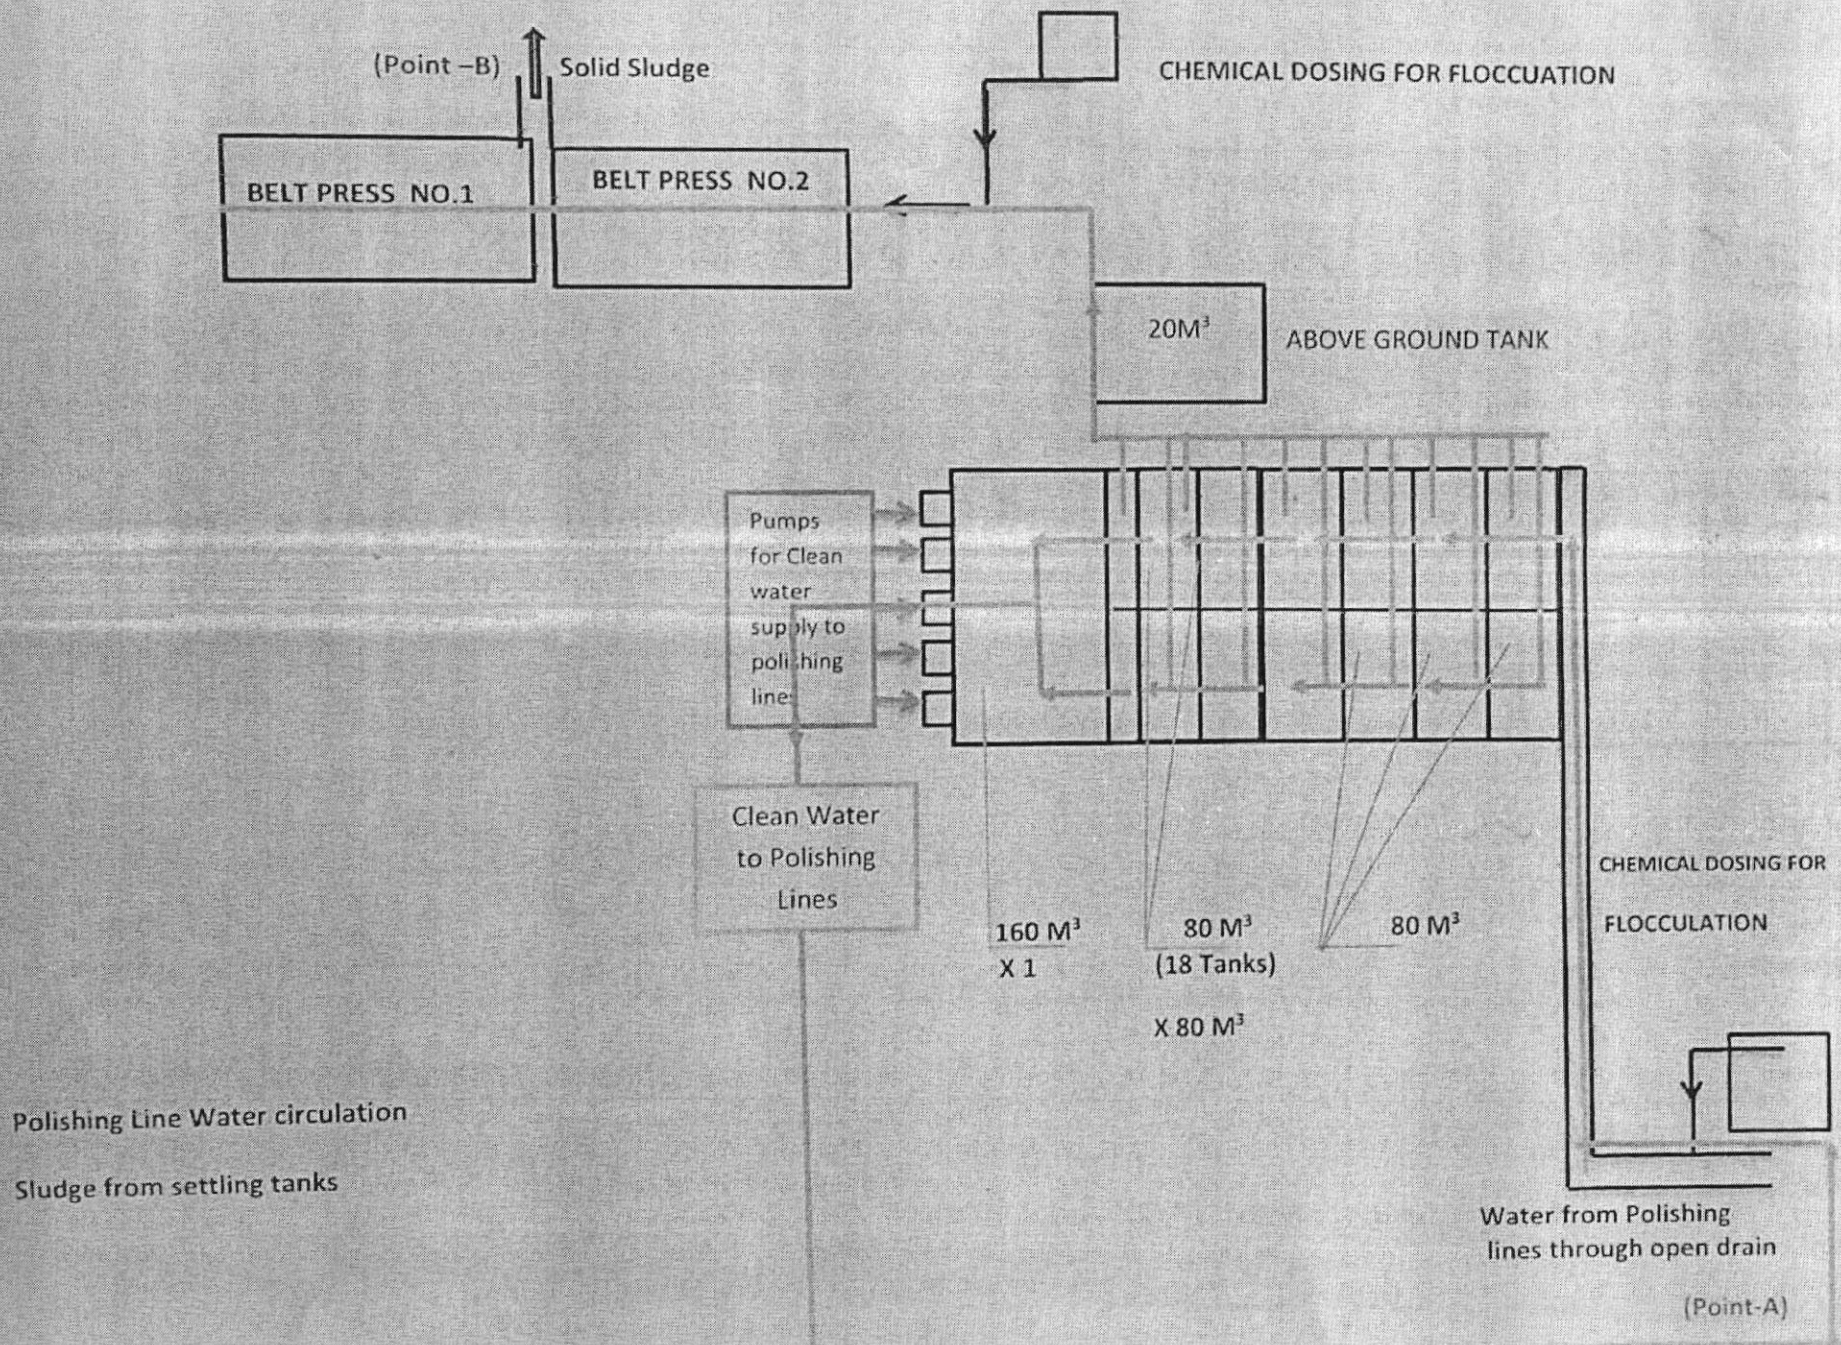 (Point –B)
Solid Sludge
CHEMICAL DOSING FOR FLOCCUATION
BELT PRESS NO.1
BELT PRESS NO.2
20M³
ABOVE GROUND TANK
Pumps
for Clean
water
supply to
polishing
lines
Clean Water
to Polishing
Lines
160 M³
X 1
80 M³
(18 Tanks)
X 80 M³
80 M³
CHEMICAL DOSING FOR
FLOCCULATION
Polishing Line Water circulation
Sludge from settling tanks
Water from Polishing
lines through open drain
(Point-A)